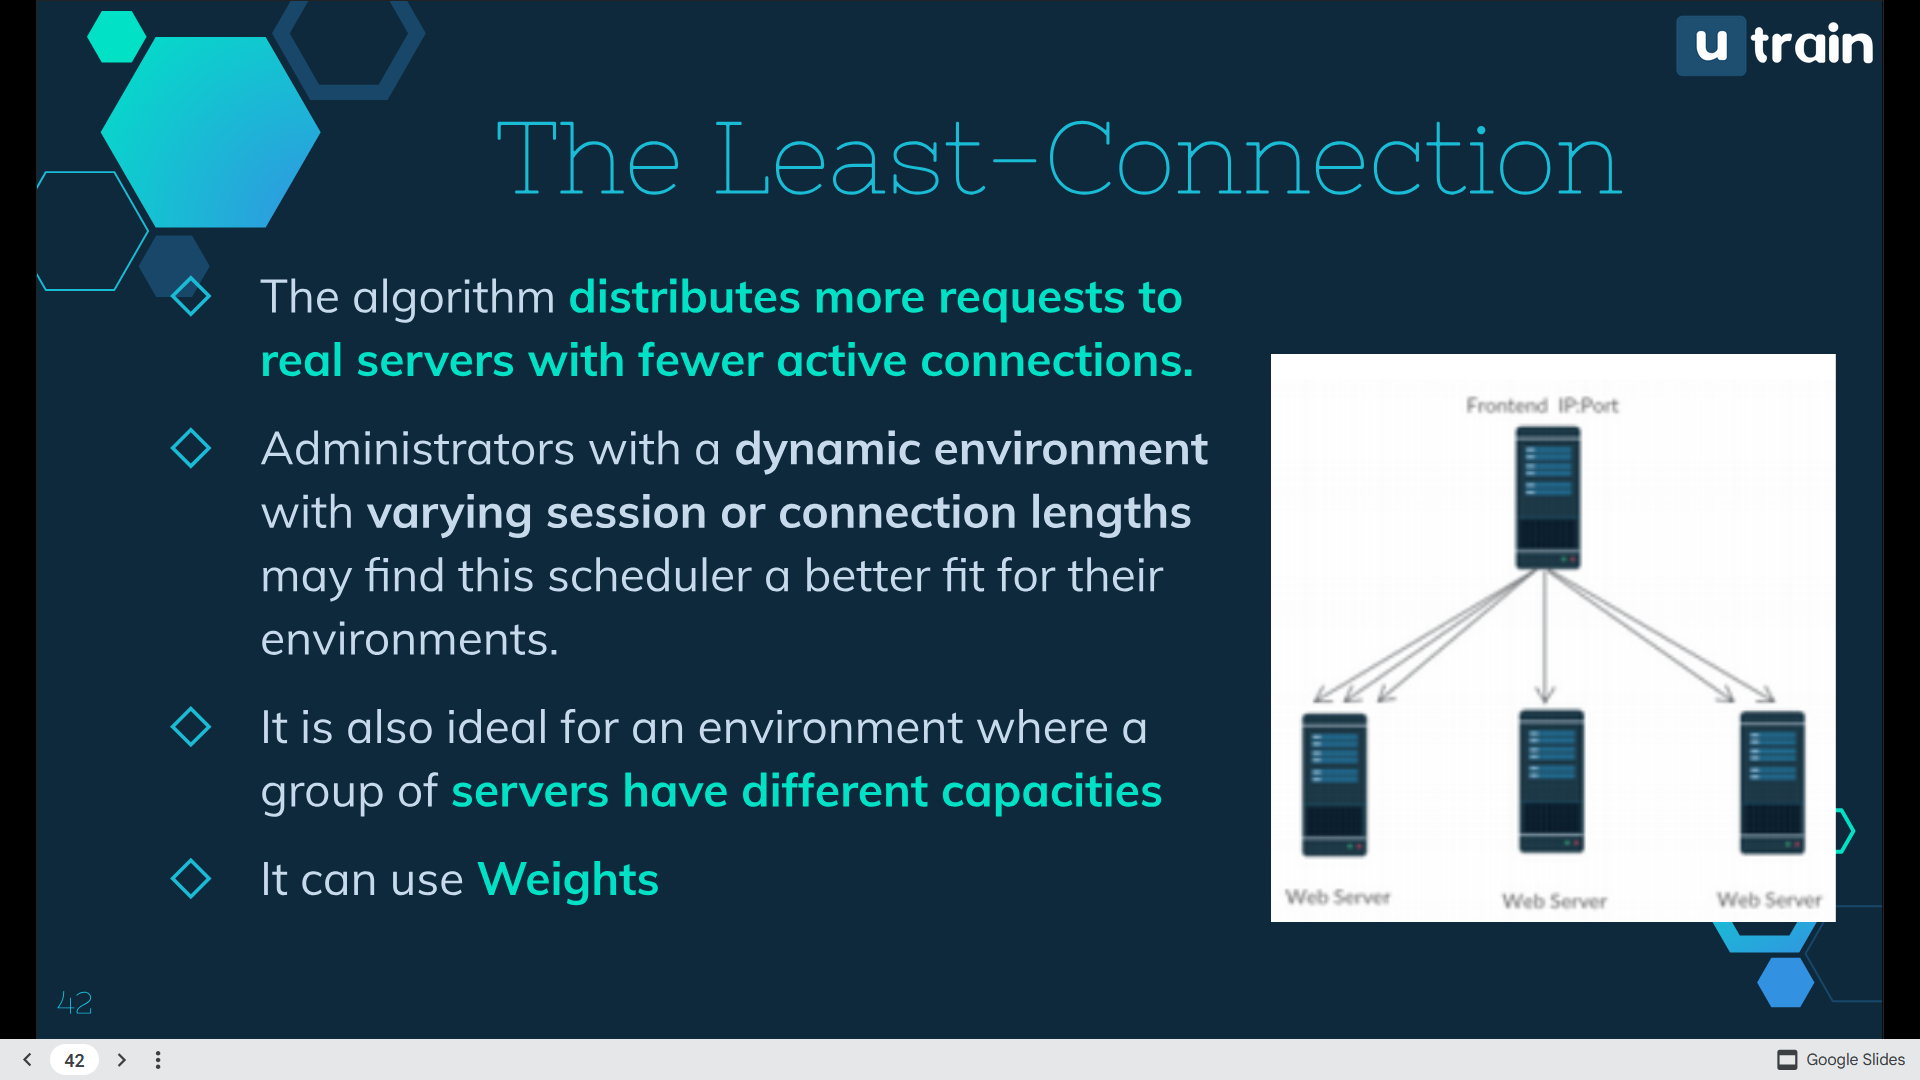 u train
The Least-Connection
The algorithm distributes more requests to
real servers with fewer active connections.
Administrators with a dynamic environment
with varying session or connection lengths
may find this scheduler a better fit for their
environments.
It is also ideal for an environment where a
group of servers have different capacities
It can use Weights
Frontend IP:Port
Web Server
Web Server
Web Server
42
42
Google Slides